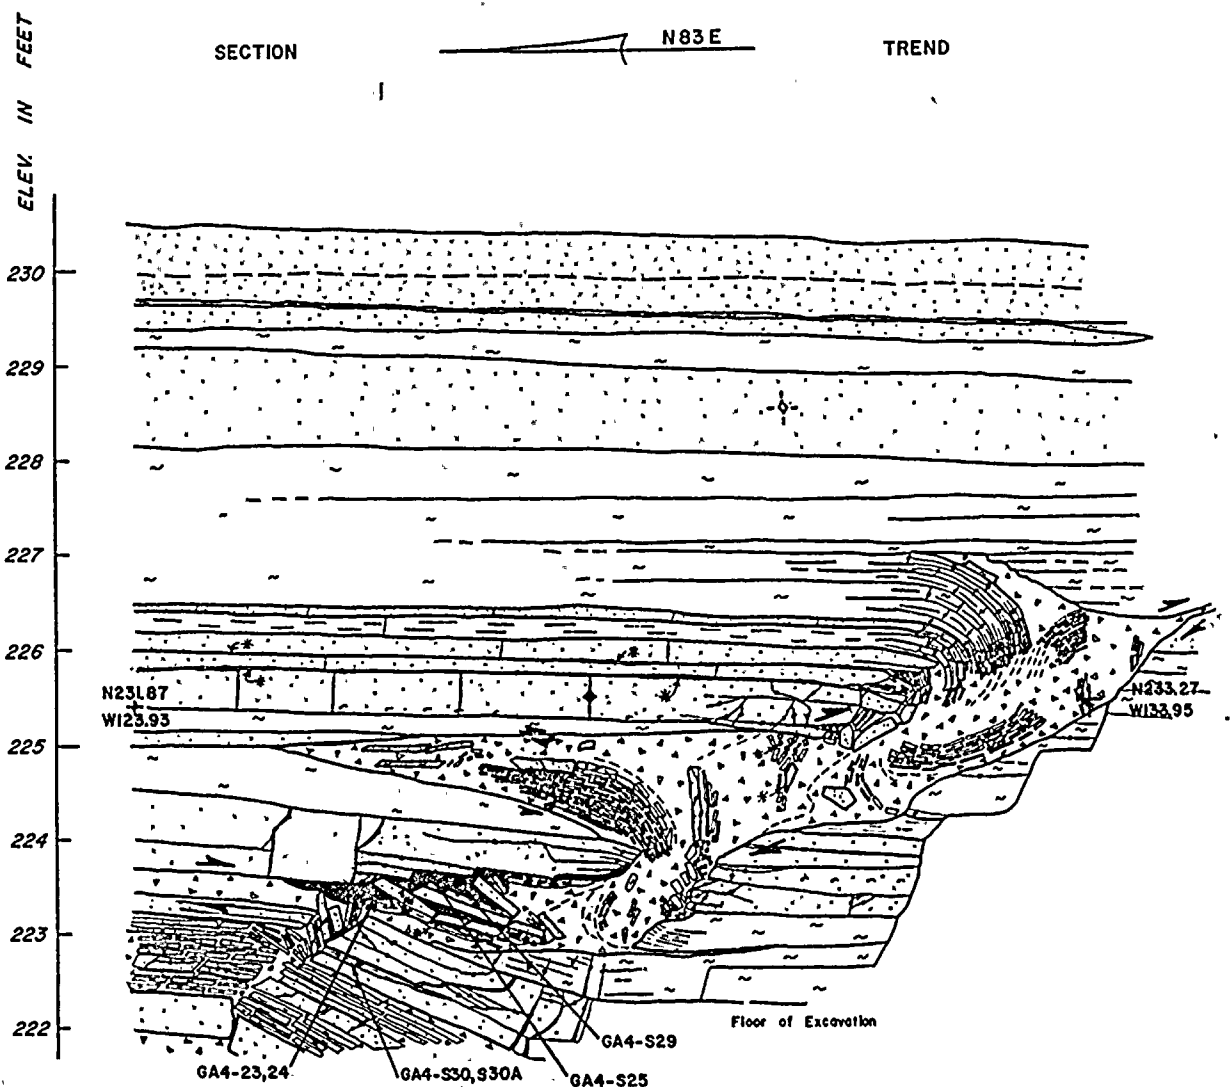 ELEV. IN FEET
SECTION
N83E
TREND
230
229
228
227
226
225
224
223
222
N231.87
W123.93
N233.27
W133.95
Floor of Excavation
GA4-S29
GA4-23,24
GA4-S30,S30A
GA4-S25